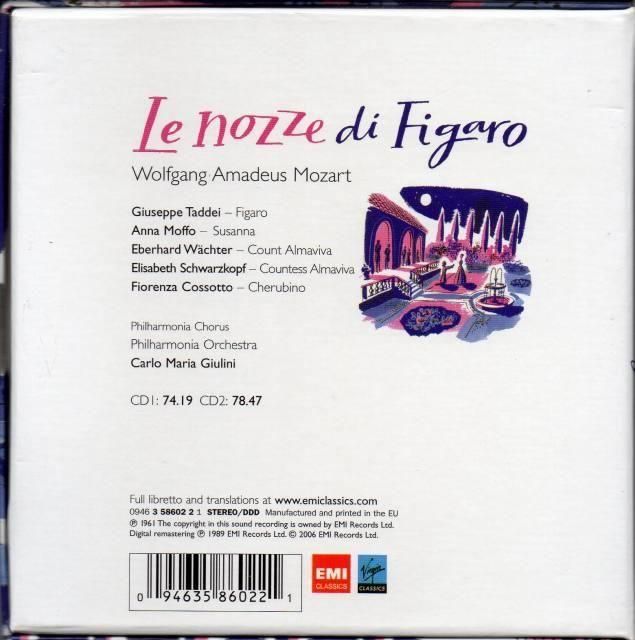 Le nozze di Figaro
Wolfgang Amadeus Mozart
Giuseppe Taddei – Figaro
Anna Moffo – Susanna
Eberhard Wächter – Count Almaviva
Elisabeth Schwarzkopf – Countess Almaviva
Fiorenza Cossotto – Cherubino
Philharmonia Chorus
Philharmonia Orchestra
Carlo Maria Giulini
CD1: 74.19 CD2: 78.47
Full libretto and translations at www.emiclassics.com
0946 3 58602 2 1 STEREO/DDD Manufactured and printed in the EU
℗ 1961 The copyright in this sound recording is owned by EMI Records Ltd.
Digital remastering ℗ 1989 EMI Records Ltd. © 2006 EMI Records Ltd.
0 94635 86022 1
EMI
CLASSICS
Virgin
CLASSICS